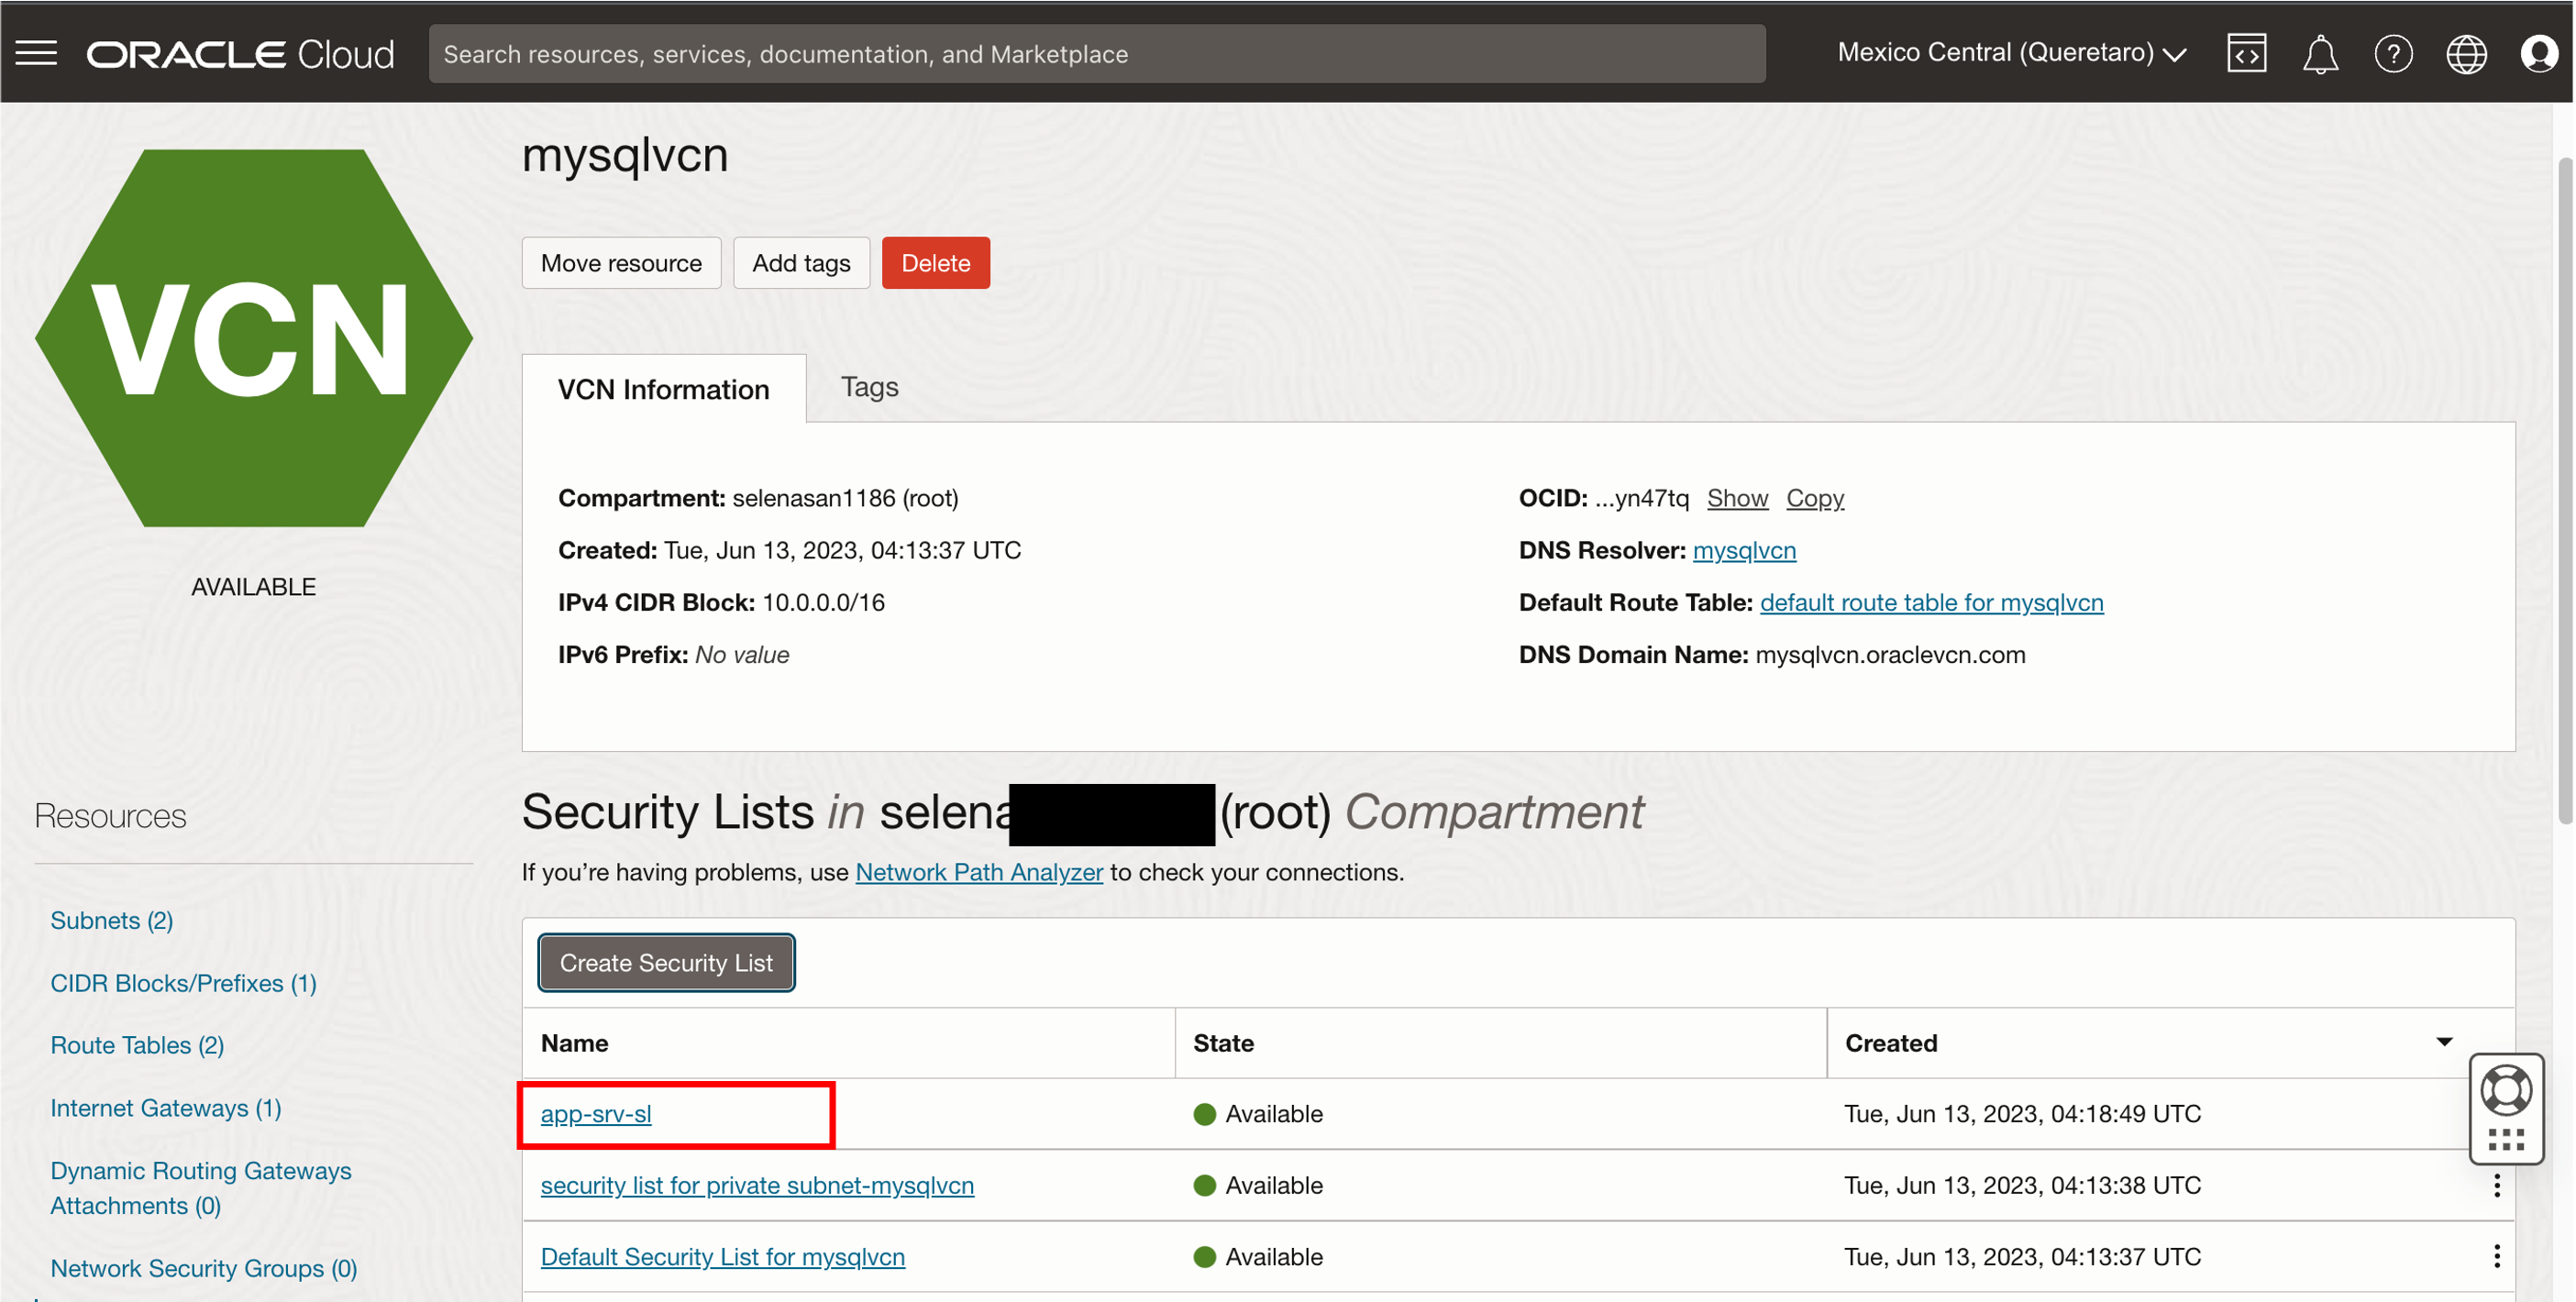 ORACLE Cloud
Search resources, services, documentation, and Marketplace
Mexico Central (Queretaro)
mysqlvcn
Move resource
Add tags
Delete
VCN
AVAILABLE
VCN Information
Tags
Compartment: selenasan1186 (root)
Created: Tue, Jun 13, 2023, 04:13:37 UTC
IPv4 CIDR Block: 10.0.0.0/16
IPv6 Prefix: No value
OCID: ...yn47tq Show Copy
DNS Resolver: mysqlvcn
Default Route Table: default route table for mysqlvcn
DNS Domain Name: mysqlvcn.oraclevcn.com
Resources
Subnets (2)
CIDR Blocks/Prefixes (1)
Route Tables (2)
Internet Gateways (1)
Dynamic Routing Gateways
Attachments (0)
Network Security Groups (0)
Security Lists in selena (root) Compartment
If you’re having problems, use Network Path Analyzer to check your connections.
Create Security List
Name State Created
app-srv-sl Available Tue, Jun 13, 2023, 04:18:49 UTC
security list for private subnet-mysqlvcn Available Tue, Jun 13, 2023, 04:13:38 UTC
Default Security List for mysqlvcn Available Tue, Jun 13, 2023, 04:13:37 UTC